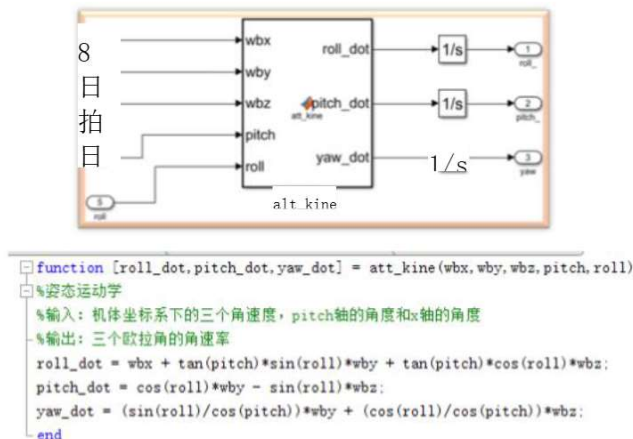 8
日
拍
日
wbx
wby
wbz
pitch
roll
roll_dot
pitch_dot
yaw_dot
att_kine
1/s
1/s
1/s
1
roll_
2
pitch_
3
yaw
5
roll
alt_kine
function [roll_dot,pitch_dot,yaw_dot] = att_kine(wbx,wby,wbz,pitch,roll)
%姿态运动学
%输入：机体坐标系下的三个角速度，pitch轴的角度和x轴的角度
%输出：三个欧拉角的角速率
roll_dot = wbx + tan(pitch)*sin(roll)*wby + tan(pitch)*cos(roll)*wbz;
pitch_dot = cos(roll)*wby - sin(roll)*wbz;
yaw_dot = (sin(roll)/cos(pitch))*wby + (cos(roll)/cos(pitch))*wbz;
end